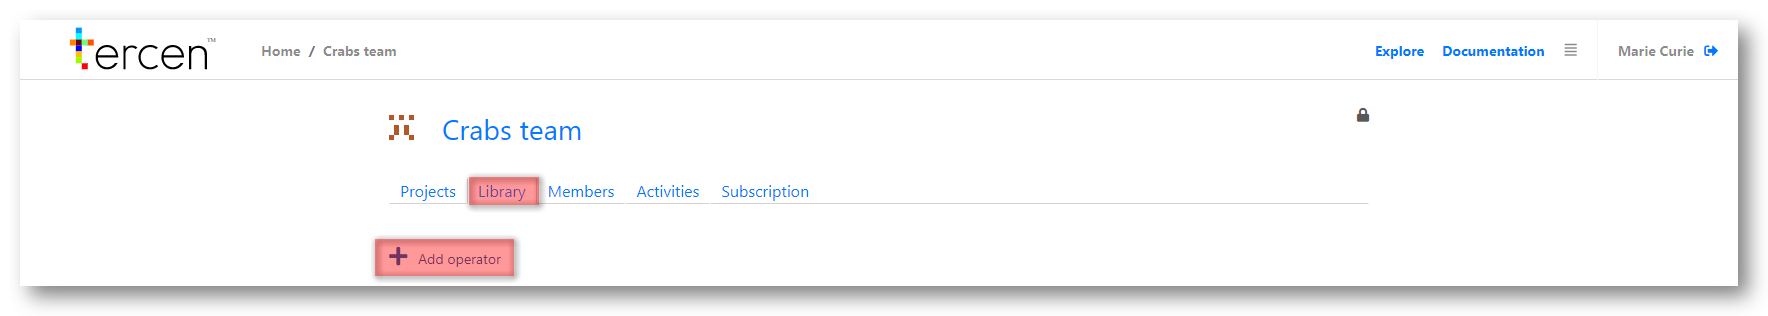 tercen™ Home / Crabs team Explore Documentation Marie Curie
Crabs team
Projects Library Members Activities Subscription
Add operator